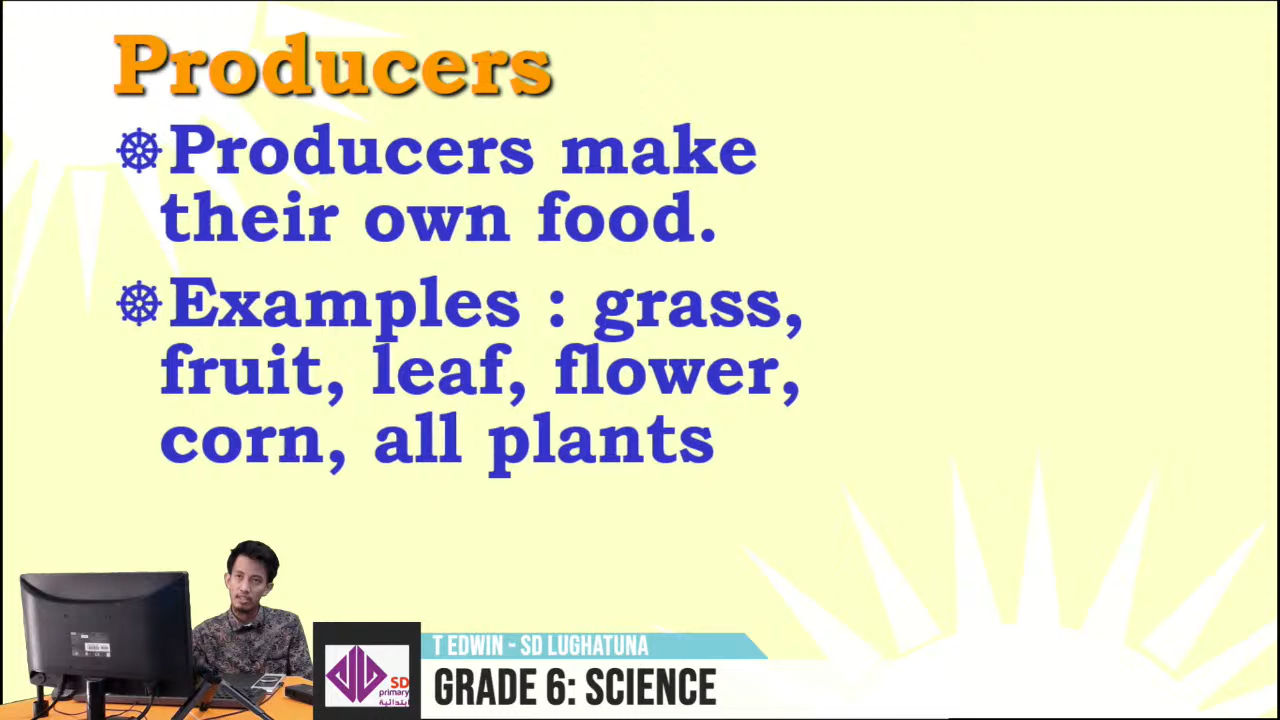 Producers
Producers make
their own food.
Examples : grass,
fruit, leaf, flower,
corn, all plants
T EDWIN - SD LUGHATUNA
GRADE 6: SCIENCE
SD
primary
ابتدائية